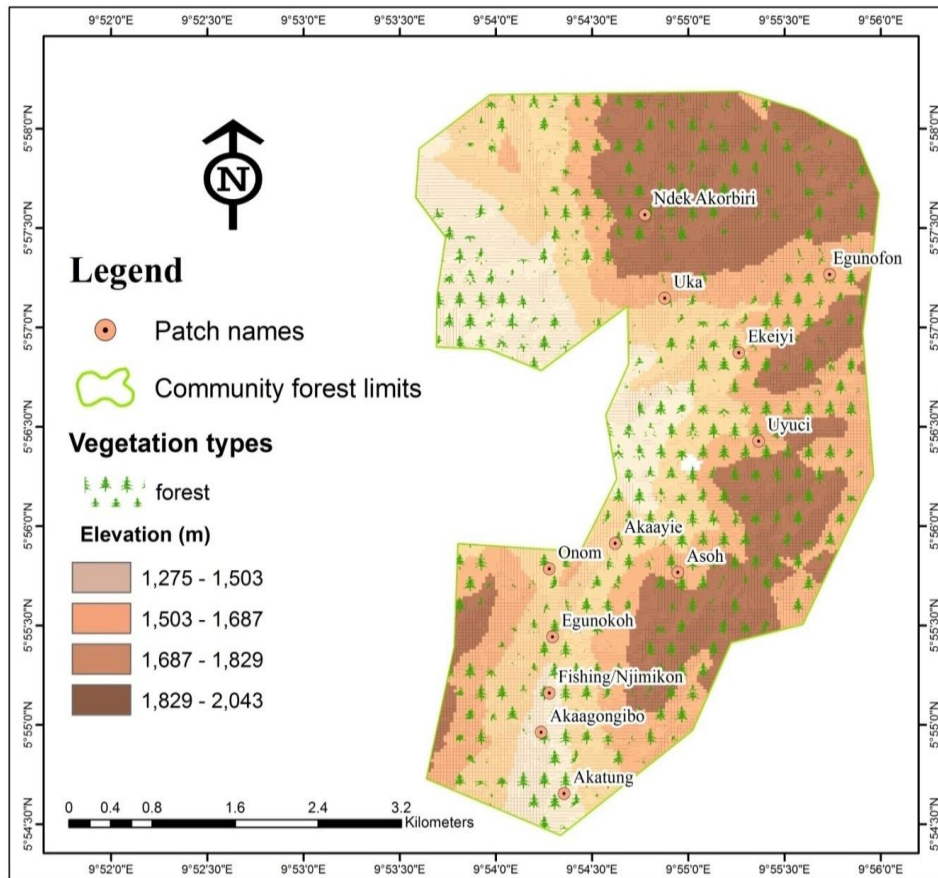 9°52'0"E 9°52'30"E 9°53'0"E 9°53'30"E 9°54'0"E 9°54'30"E 9°55'0"E 9°55'30"E 9°56'0"E
5°58'0"N 5°58'0"N
N
Ndek Akorbiri
5°57'30"N 5°57'30"N
Egunofon
Legend
Uka
Patch names
5°57'0"N 5°57'0"N
Ekeiyi
Community forest limits
5°56'30"N 5°56'30"N
Uyuci
Vegetation types
forest
5°56'0"N 5°56'0"N
Elevation (m)
Akaayie
Onom
Asoh
1,275 - 1,503
1,503 - 1,687
5°55'30"N 5°55'30"N
Egunokoh
1,687 - 1,829
Fishing/Njimikon
1,829 - 2,043
5°55'0"N 5°55'0"N
Akaagongibo
Akatung
0 0.4 0.8 1.6 2.4 3.2
Kilometers
5°54'30"N 5°54'30"N
9°52'0"E 9°52'30"E 9°53'0"E 9°53'30"E 9°54'0"E 9°54'30"E 9°55'0"E 9°55'30"E 9°56'0"E